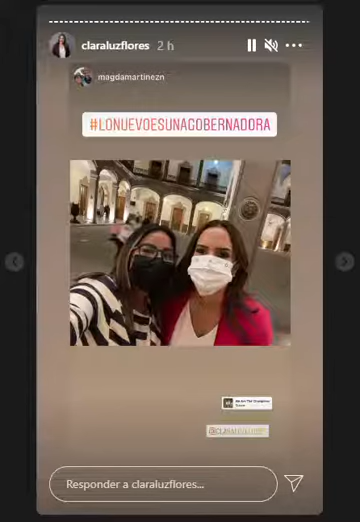 claraluzflores 2 h
magdamartinezn
#LONUEVOESUNAGOBERNADORA
Responder a claraluzflores...